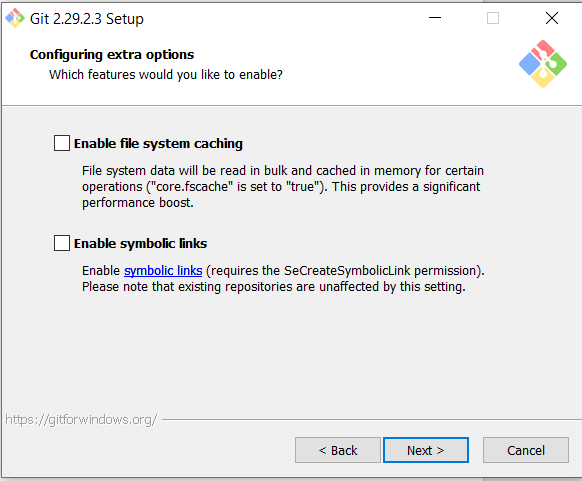 Git 2.29.2.3 Setup
Configuring extra options
Which features would you like to enable?
Enable file system caching
File system data will be read in bulk and cached in memory for certain
operations ("core.fscache" is set to "true"). This provides a significant
performance boost.
Enable symbolic links
Enable symbolic links (requires the SeCreateSymbolicLink permission).
Please note that existing repositories are unaffected by this setting.
https://gitforwindows.org/
< Back
Next >
Cancel